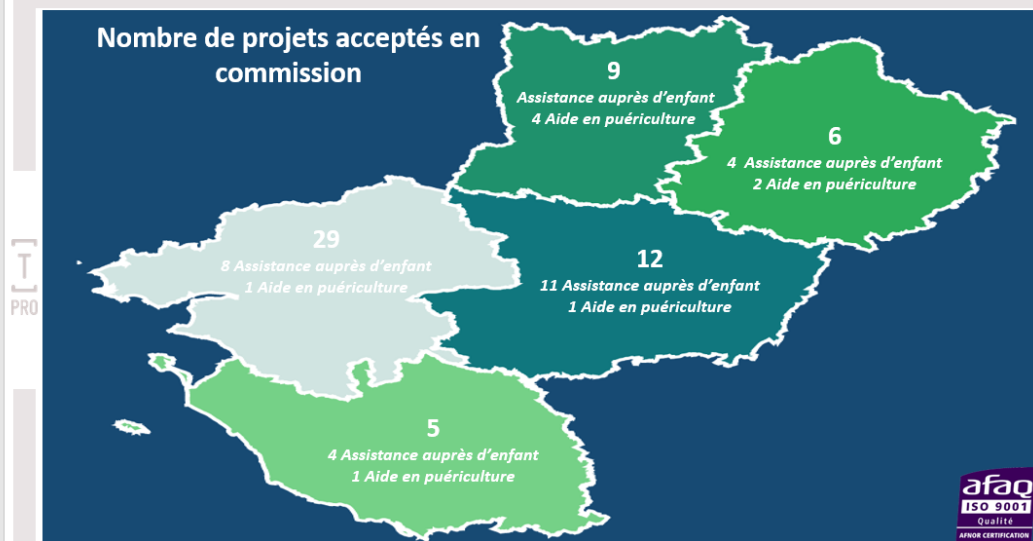 Nombre de projets acceptés en
commission
9
Assistance auprès d'enfant
4 Aide en puériculture
6
4 Assistance auprès d'enfant
2 Aide en puériculture
29
8 Assistance auprès d'enfant
1 Aide en puériculture
12
11 Assistance auprès d'enfant
1 Aide en puériculture
5
4 Assistance auprès d'enfant
1 Aide en puériculture
[T]
PRO
afaq
ISO 9001
Qualité
AFNOR CERTIFICATION